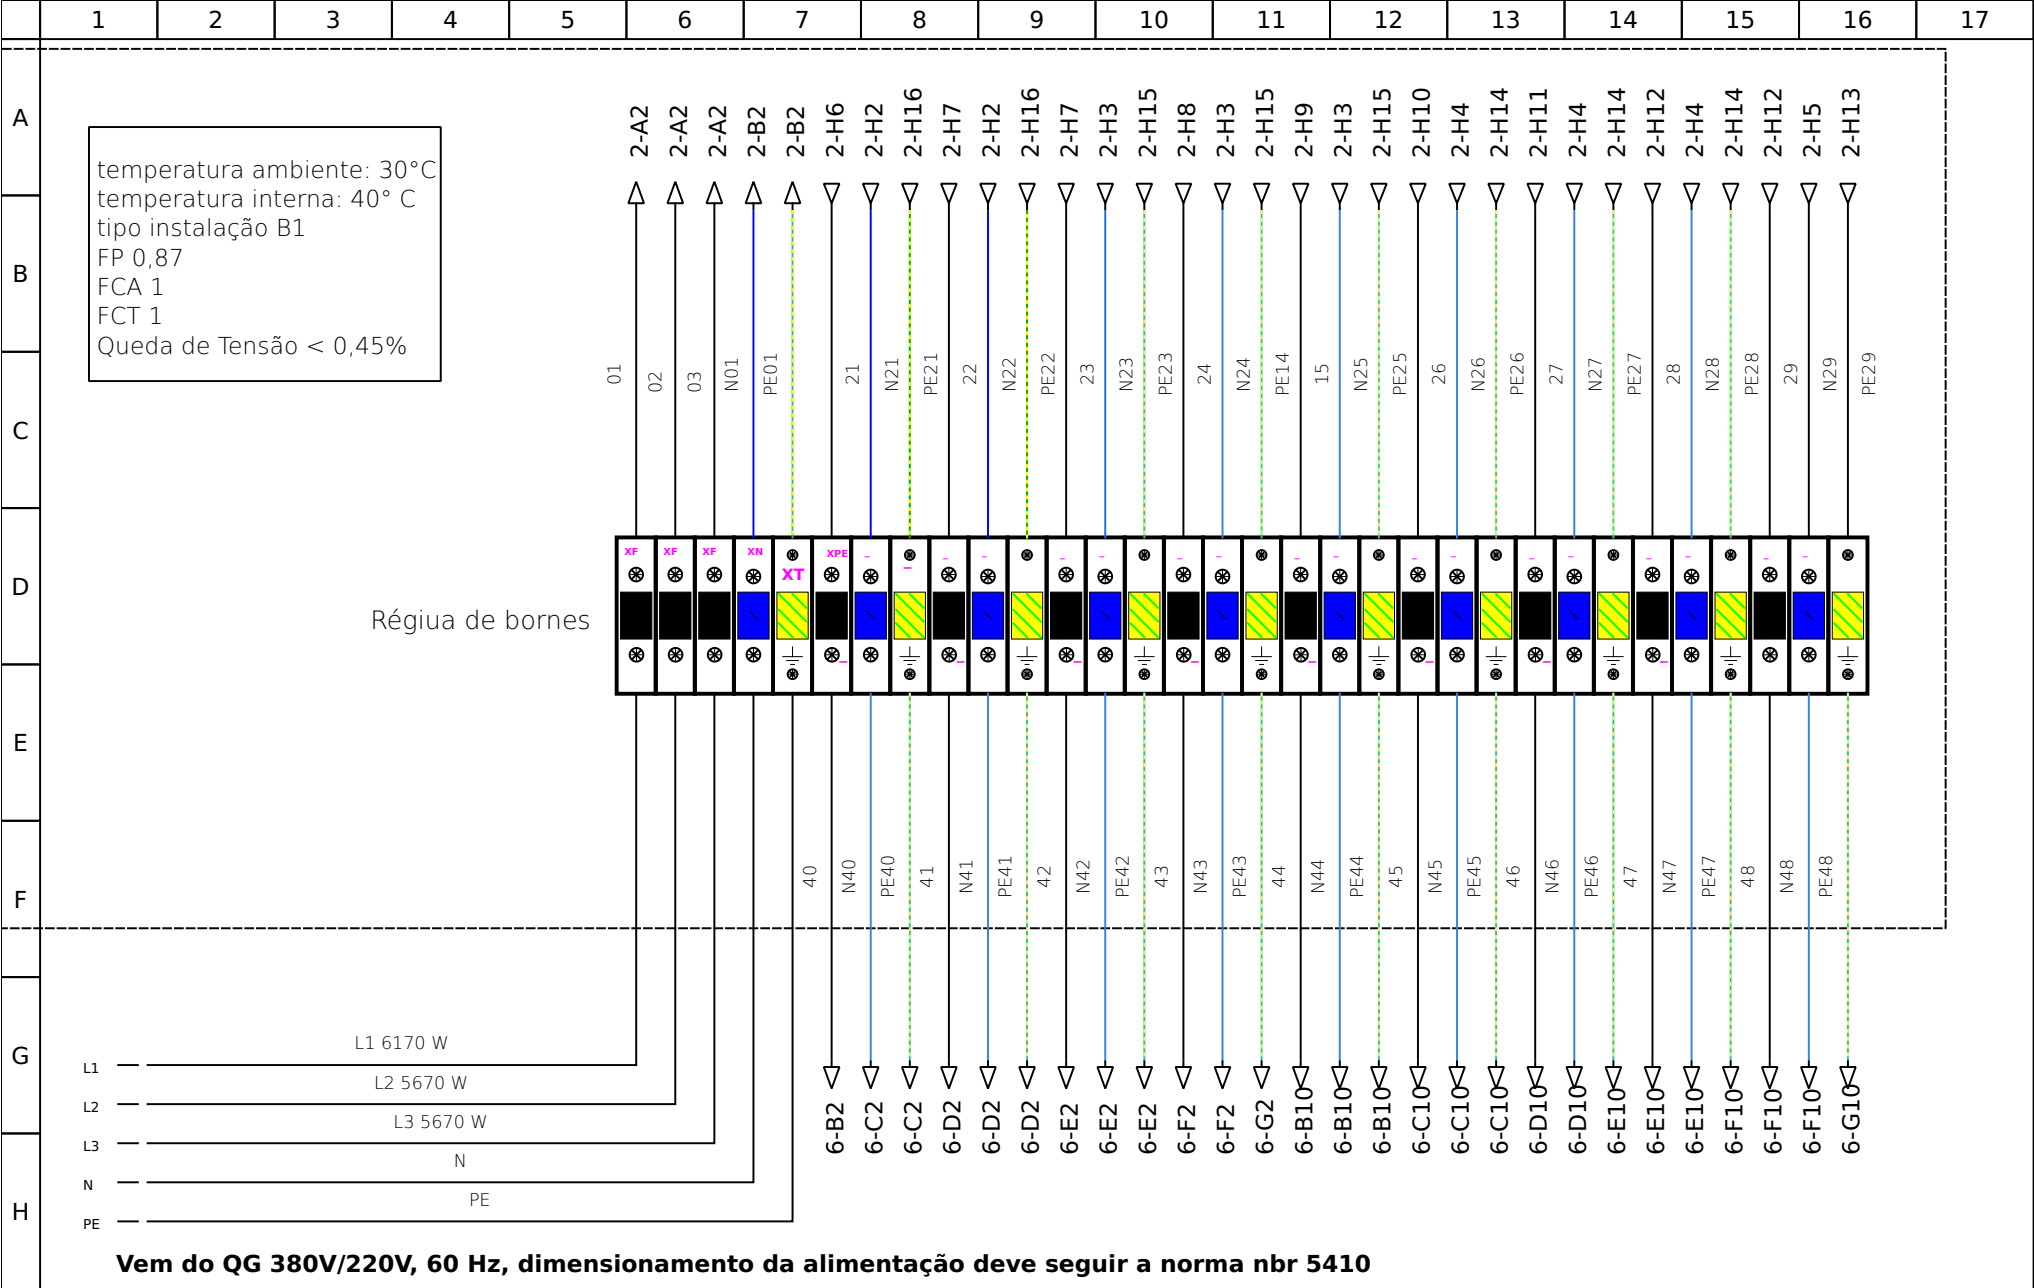 1 2 3 4 5 6 7 8 9 10 11 12 13 14 15 16 17
A
2-A2 2-A2 2-A2 2-B2 2-B2 2-H6 2-H2 2-H16 2-H7 2-H2 2-H16 2-H7 2-H3 2-H15 2-H8 2-H3 2-H15 2-H9 2-H3 2-H15 2-H10 2-H4 2-H14 2-H11 2-H4 2-H14 2-H12 2-H4 2-H14 2-H12 2-H5 2-H13
temperatura ambiente: 30°C
temperatura interna: 40° C
tipo instalação B1
FP 0,87
FCA 1
FCT 1
Queda de Tensão < 0,45%
B
01 02 03 N01 PE01 21 N21 PE21 22 N22 PE22 23 N23 PE23 24 N24 PE14 15 N25 PE25 26 N26 PE26 27 N27 PE27 28 N28 PE28 29 N29 PE29
C
XF XF XF XN XT XPE
D
Régiua de bornes
E
40 N40 PE40 41 N41 PE41 42 N42 PE42 43 N43 PE43 44 N44 PE44 45 N45 PE45 46 N46 PE46 47 N47 PE47 48 N48 PE48
F
G
L1 6170 W
L1
L2 5670 W
L2
L3 5670 W
L3
N
N
PE
PE
6-B2 6-C2 6-C2 6-D2 6-D2 6-D2 6-E2 6-E2 6-E2 6-F2 6-F2 6-G2 6-B10 6-B10 6-B10 6-C10 6-C10 6-C10 6-D10 6-D10 6-E10 6-E10 6-E10 6-F10 6-F10 6-F10 6-G10
H
Vem do QG 380V/220V, 60 Hz, dimensionamento da alimentação deve seguir a norma nbr 5410